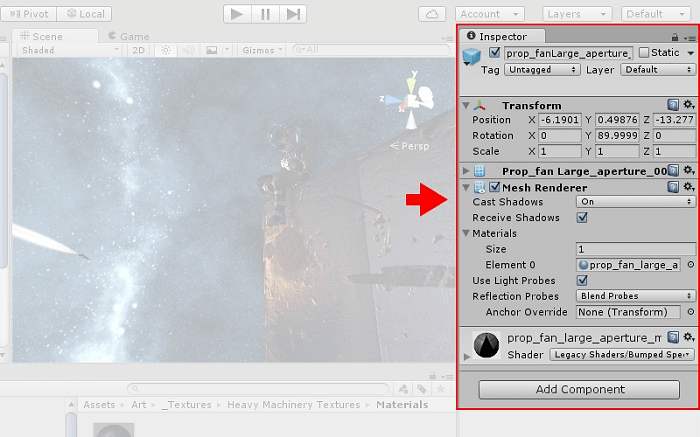 Pivot Local Account Layers Default
Scene Game
Shaded 2D Gizmos All
Persp
Assets Art _Textures Heavy Machinery Textures Materials
Inspector
prop_fanLarge_aperture_ Static
Tag Untagged Layer Default
Transform
Position X -6.1901 Y 0.49876 Z -13.277
Rotation X 0 Y 89.9999 Z 0
Scale X 1 Y 1 Z 1
Prop_fan Large_aperture_00
Mesh Renderer
Cast Shadows On
Receive Shadows
Materials
Size 1
Element 0 prop_fan_large_a
Use Light Probes
Reflection Probes Blend Probes
Anchor Override None (Transform)
prop_fan_large_aperture_m
Shader Legacy Shaders/Bumped Spe
Add Component